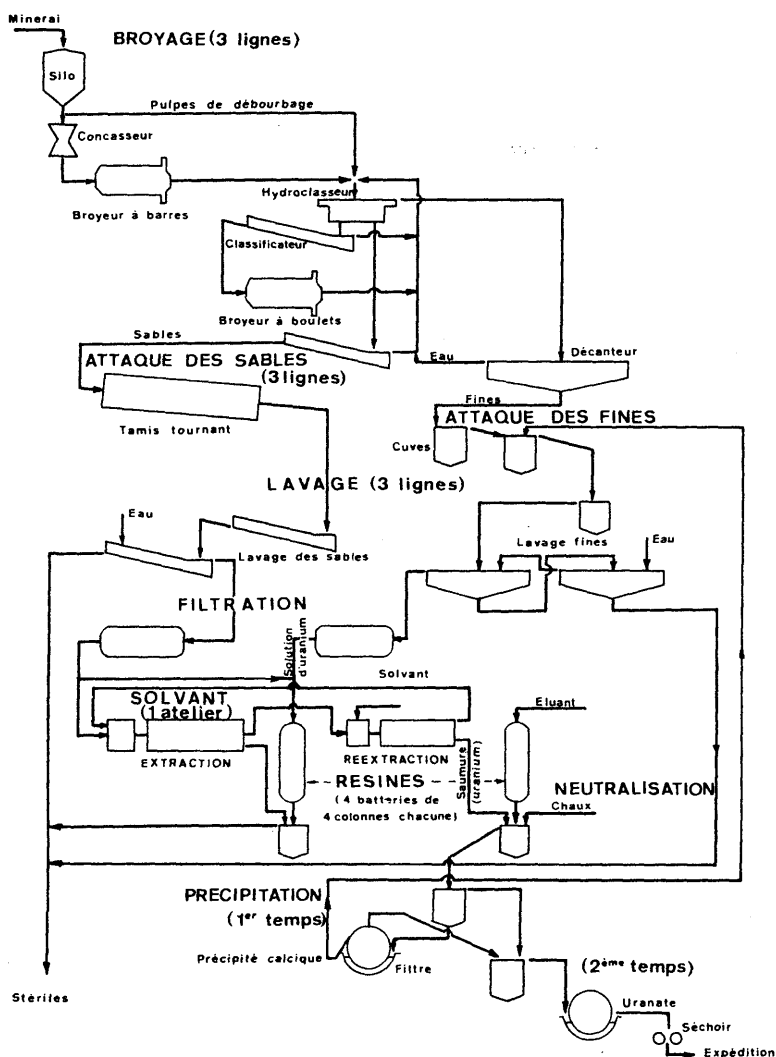 Minerai
BROYAGE (3 lignes)
Silo
Pulpes de débourbage
Concasseur
Hydroclasseur
Broyeur à barres
Classificateur
Broyeur à boulets
Sables
Eau
Décanteur
ATTAQUE DES SABLES
(3 lignes)
Fines
ATTAQUE DES FINES
Tamis tournant
Cuves
LAVAGE (3 lignes)
Eau
Lavage des sables
Lavage fines
Eau
FILTRATION
Solution
d'uranium
Solvant
SOLVANT
(1 atelier)
Eluant
EXTRACTION
REEXTRACTION
Saumure
(uranium)
RESINES
(4 batteries de
4 colonnes chacune)
NEUTRALISATION
Chaux
PRECIPITATION
(1er temps)
Précipité calcique
Filtre
(2ème temps)
Stériles
Uranate
Séchoir
Expédition